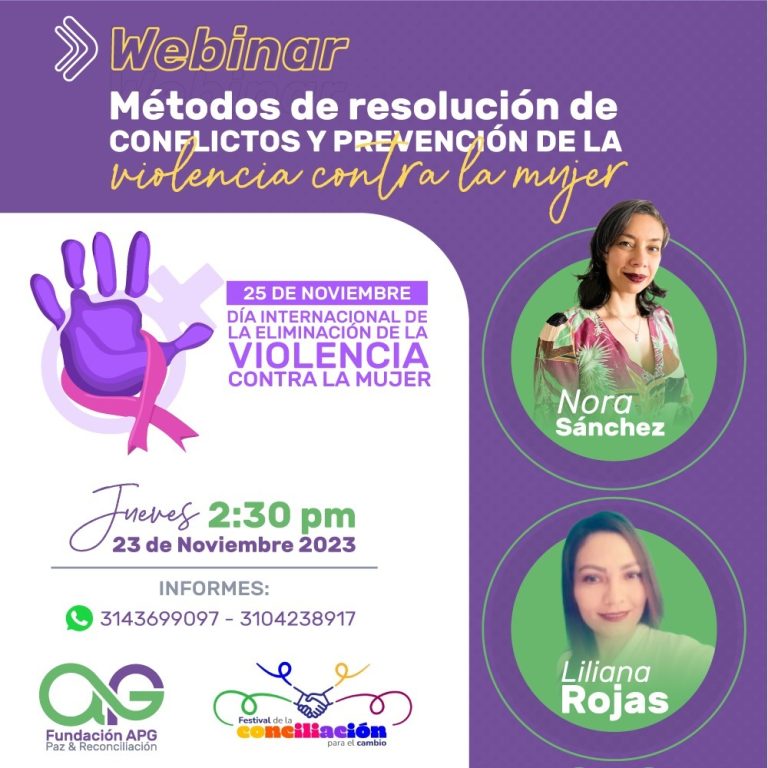 Webinar
Métodos de resolución de
CONFLICTOS Y PREVENCIÓN DE LA
violencia contra la mujer
25 DE NOVIEMBRE
DÍA INTERNACIONAL DE
LA ELIMINACIÓN DE LA
VIOLENCIA
CONTRA LA MUJER
Nora
Sánchez
Jueves 2:30 pm
23 de Noviembre 2023
INFORMES:
3143699097 - 3104238917
Liliana
Rojas
APG
Fundación APG
Paz & Reconciliación
Festival de la
conciliación
para el cambio